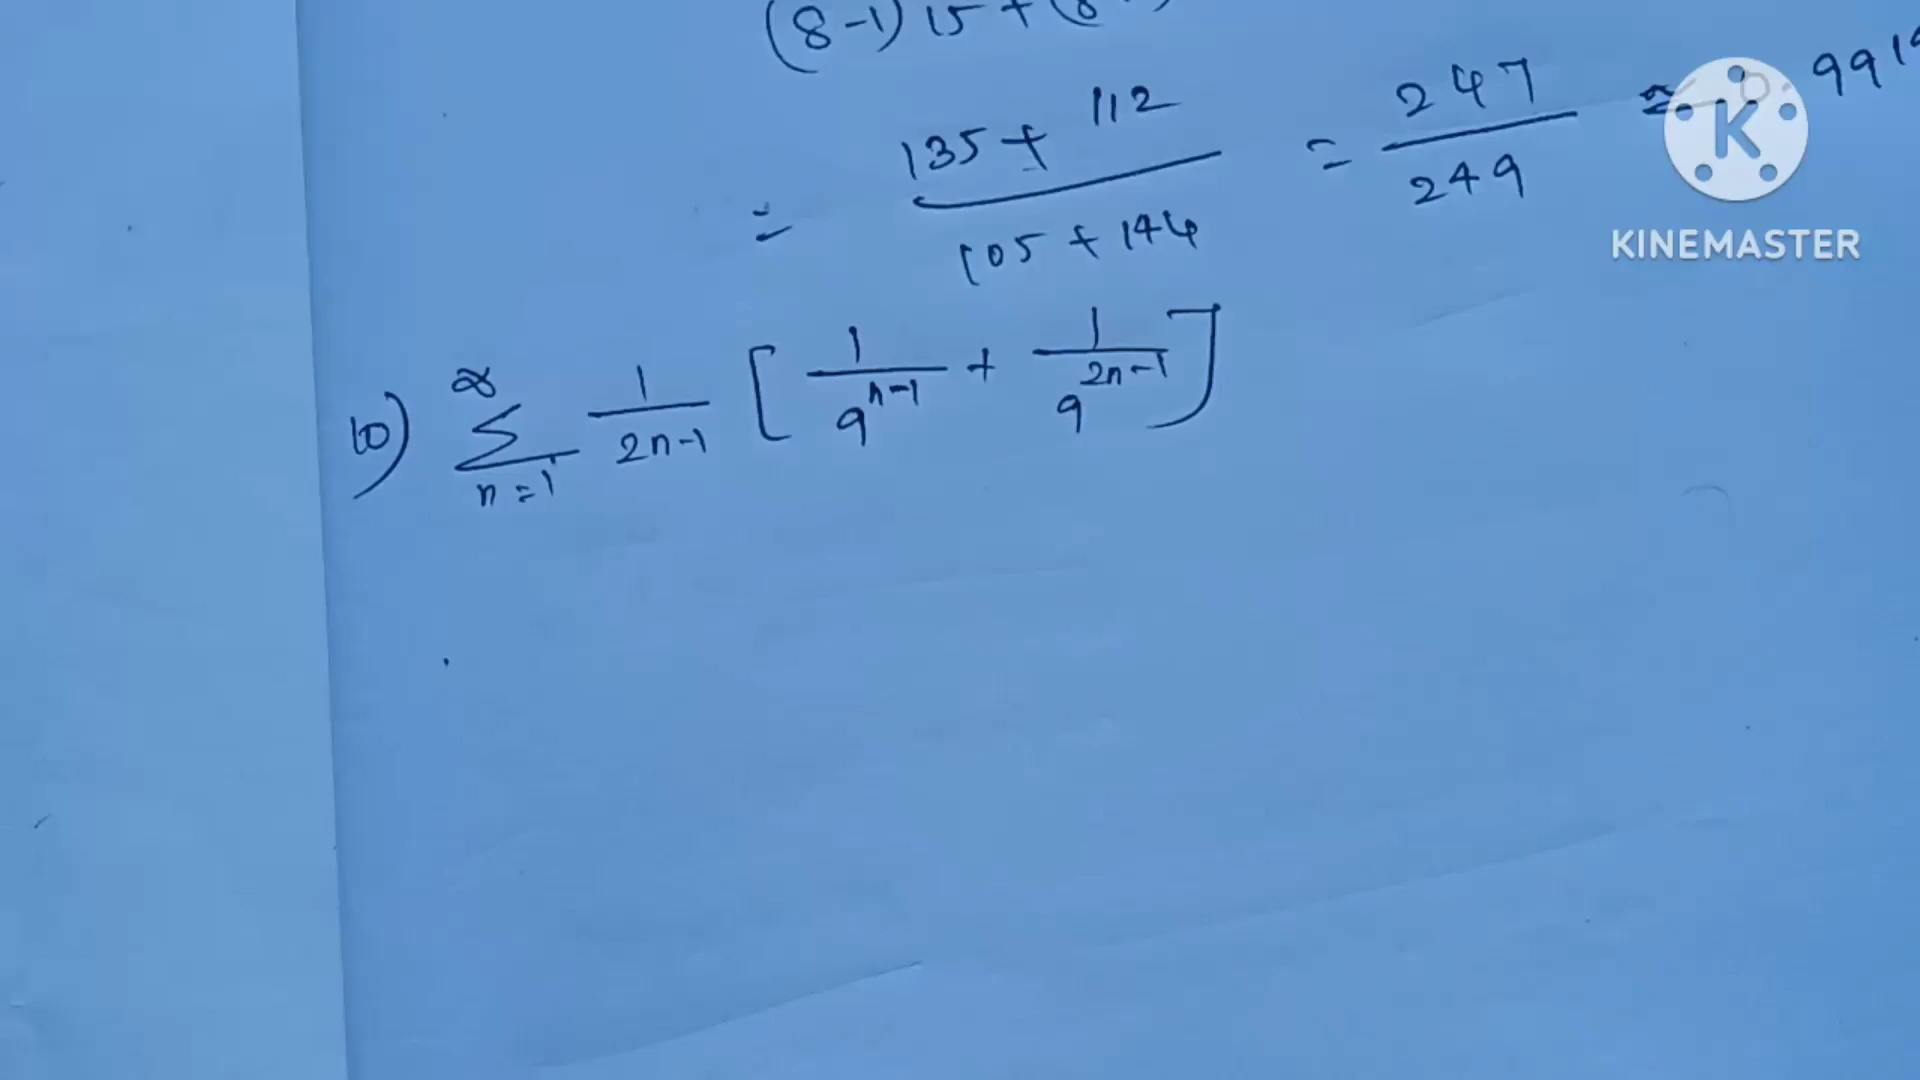 (8-1) 15 + (8
= (135 + 112)/(105 + 144) = 247/249 ≃ 0.991
KINEMASTER
10) ∑_{n=1}^{∞} 1/(2n-1) [ 1/9^{n-1} + 1/9^{2n-1} ]